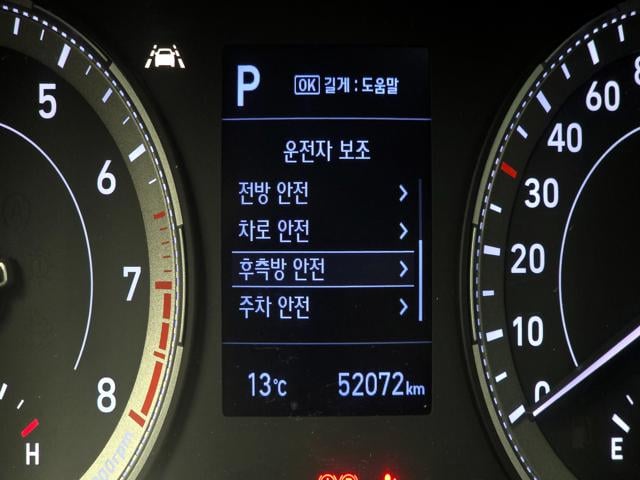 P OK 길게 : 도움말
운전자 보조
전방 안전
차로 안전
후측방 안전
주차 안전
13℃ 52072km
5
6
7
8
H
60
40
30
20
10
0
E